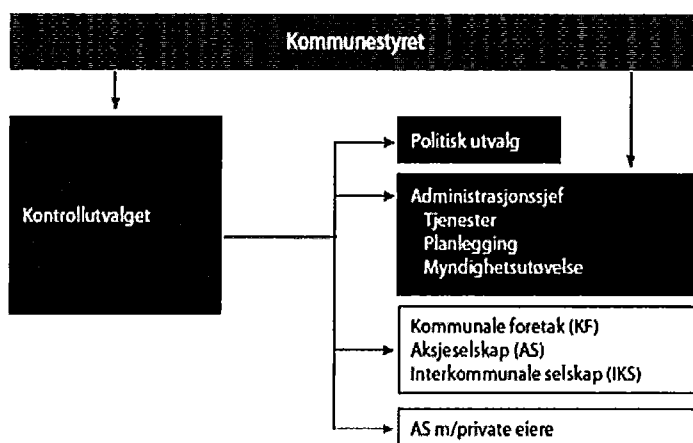 Kommunestyret
Kontrollutvalget
Politisk utvalg
Administrasjonssjef
Tjenester
Planlegging
Myndighetsutøvelse
Kommunale foretak (KF)
Aksjeselskap (AS)
Interkommunale selskap (IKS)
AS m/private eiere